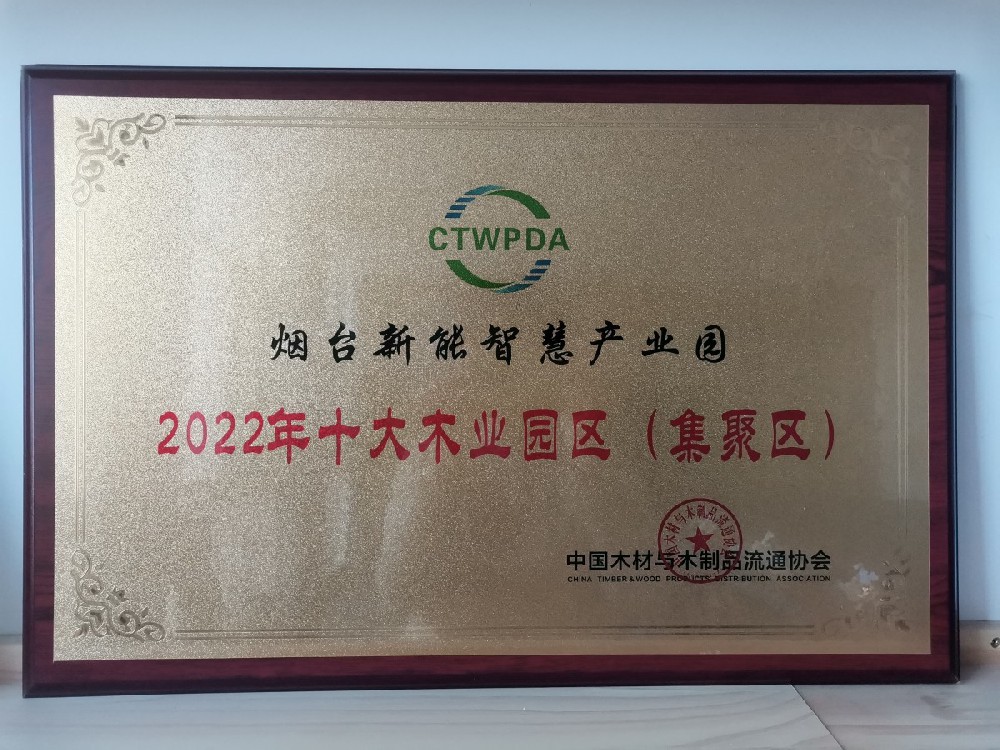 CTWPDA
烟台新能智慧产业园
2022年十大木业园区（集聚区）
中国木材与木制品流通协会
CHINA TIMBER & WOOD PRODUCTS DISTRIBUTION ASSOCIATION